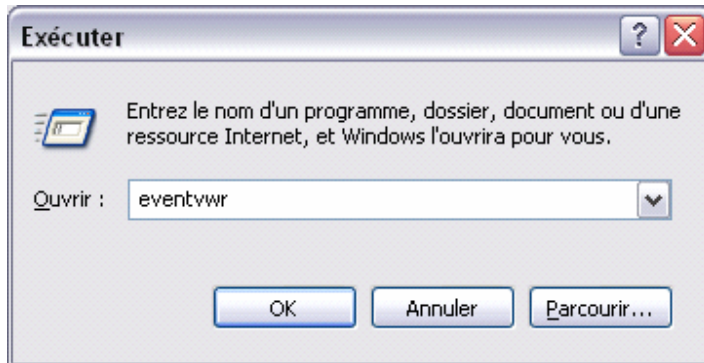 Exécuter
Entrez le nom d'un programme, dossier, document ou d'une
ressource Internet, et Windows l'ouvrira pour vous.
Ouvrir : eventvwr
OK Annuler Parcourir...